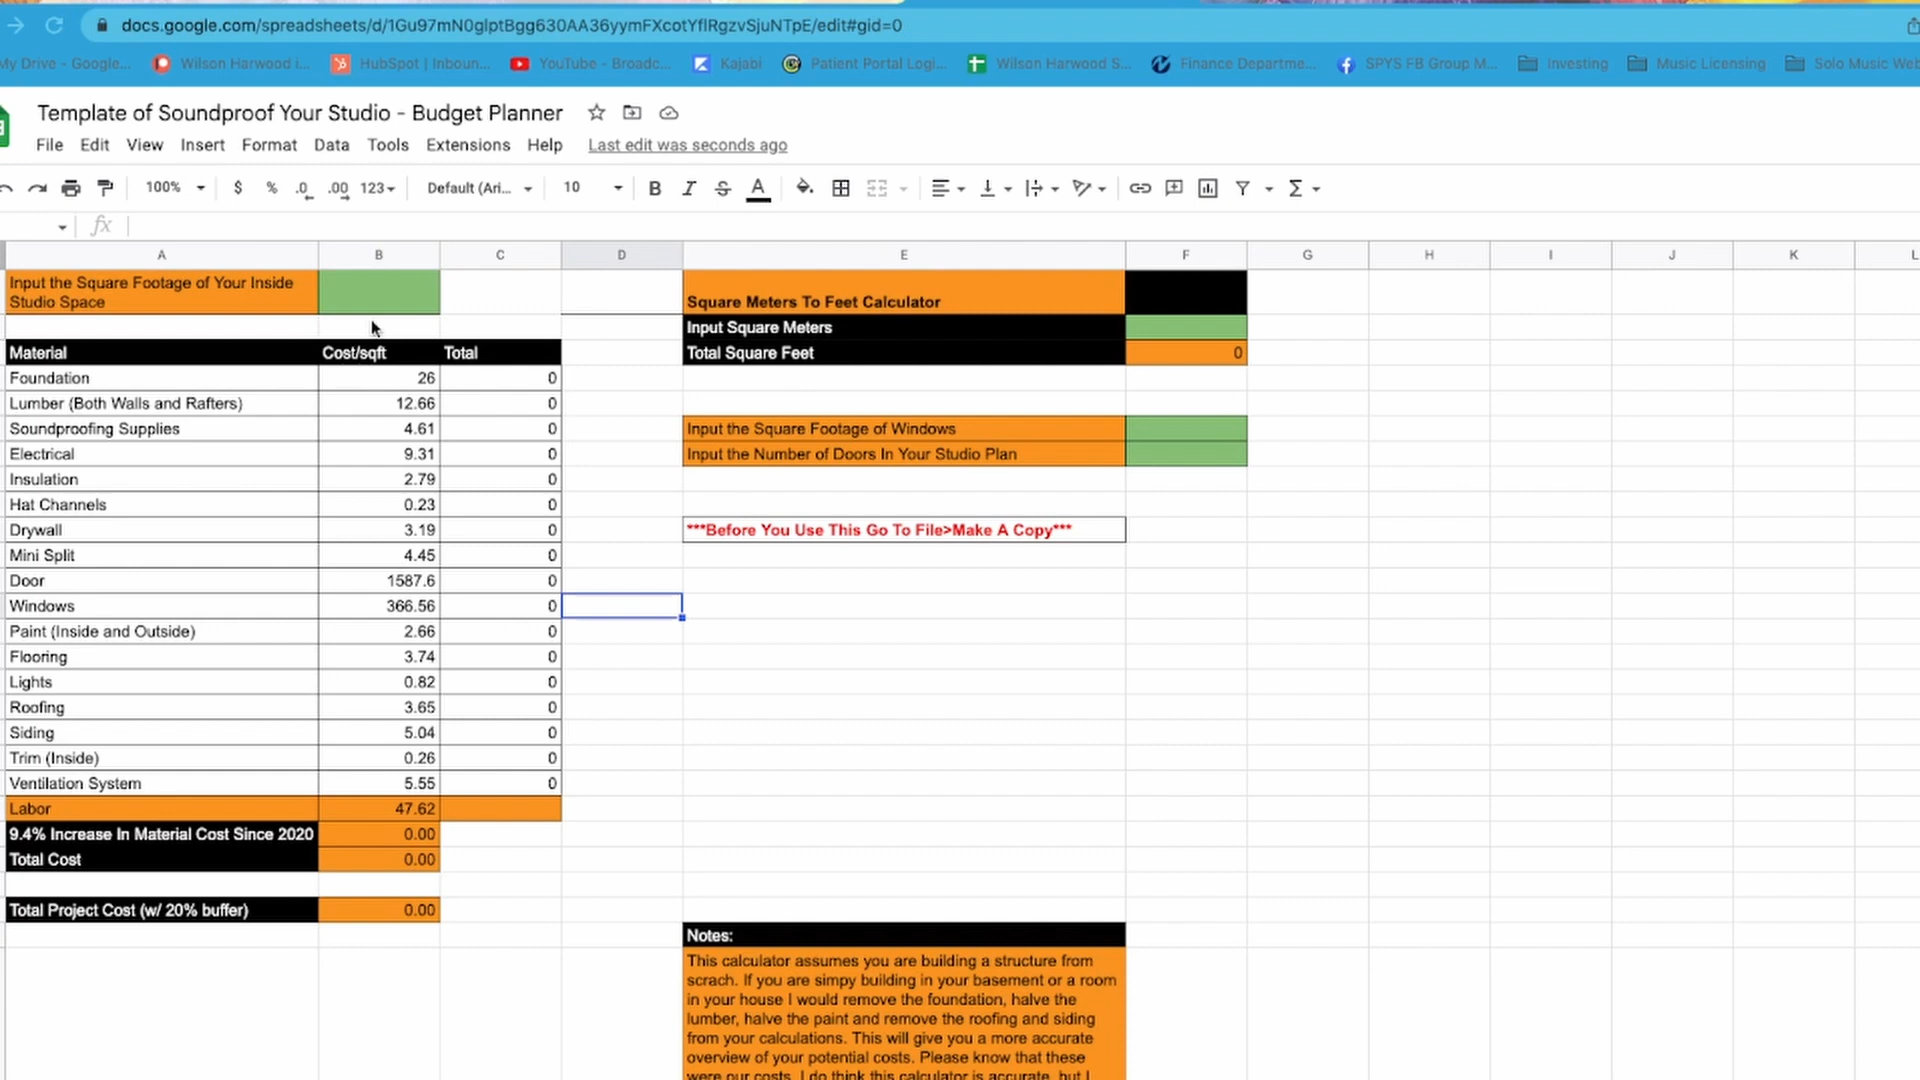 docs.google.com/spreadsheets/d/1Gu97mN0glptBgg630AA36yymFXcotYflRgzvSjuNTpE/edit#gid=0
My Drive - Google... Wilson Harwood i... HubSpot | Inboun... YouTube - Broadc... Kajabi Patient Portal Logi... Wilson Harwood S... Finance Departme... SPYS FB Group M... Investing Music Licensing Solo Music Web
Template of Soundproof Your Studio - Budget Planner
File Edit View Insert Format Data Tools Extensions Help Last edit was seconds ago
100% $ % .0 .00 123 Default (Ari... 10 B I S A Σ
fx
A B C D E F G H I J K L
Input the Square Footage of Your Inside
Studio Space
Square Meters To Feet Calculator
Input Square Meters
Material Cost/sqft Total Total Square Feet 0
Foundation 26 0
Lumber (Both Walls and Rafters) 12.66 0
Soundproofing Supplies 4.61 0 Input the Square Footage of Windows
Electrical 9.31 0 Input the Number of Doors In Your Studio Plan
Insulation 2.79 0
Hat Channels 0.23 0
Drywall 3.19 0 ***Before You Use This Go To File>Make A Copy***
Mini Split 4.45 0
Door 1587.6 0
Windows 366.56 0
Paint (Inside and Outside) 2.66 0
Flooring 3.74 0
Lights 0.82 0
Roofing 3.65 0
Siding 5.04 0
Trim (Inside) 0.26 0
Ventilation System 5.55 0
Labor 47.62
9.4% Increase In Material Cost Since 2020 0.00
Total Cost 0.00
Total Project Cost (w/ 20% buffer) 0.00
Notes:
This calculator assumes you are building a structure from
scrach. If you are simpy building in your basement or a room
in your house I would remove the foundation, halve the
lumber, halve the paint and remove the roofing and siding
from your calculations. This will give you a more accurate
overview of your potential costs. Please know that these
were our costs. I do think this calculator is accurate, but I